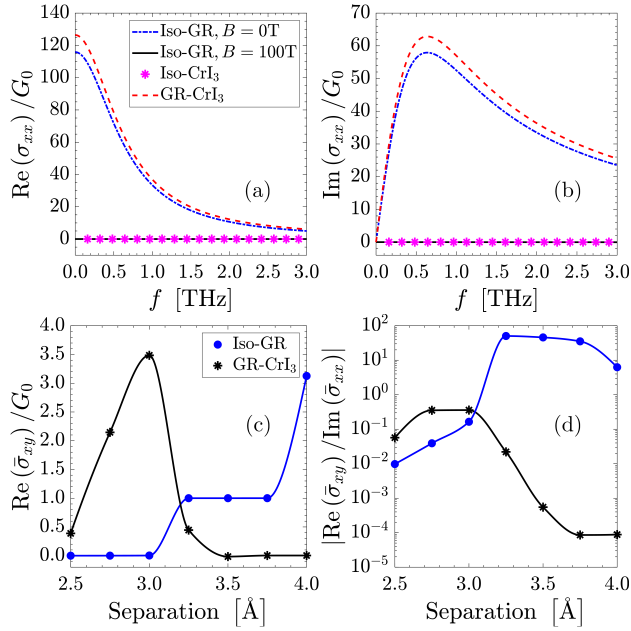 Re (σxx) /G0
140
120
100
80
60
40
20
0
0.0 0.5 1.0 1.5 2.0 2.5 3.0
f [THz]
Iso-GR, B = 0T
Iso-GR, B = 100T
Iso-CrI3
GR-CrI3
(a)
Im (σxx) /G0
70
60
50
40
30
20
10
0
0.0 0.5 1.0 1.5 2.0 2.5 3.0
f [THz]
(b)
Re (σ̄xy) /G0
4.0
3.5
3.0
2.5
2.0
1.5
1.0
0.5
0.0
2.5 3.0 3.5 4.0
Separation [Å]
Iso-GR
GR-CrI3
(c)
|Re (σ̄xy) /Im (σ̄xx)|
10²
10¹
10⁰
10⁻¹
10⁻²
10⁻³
10⁻⁴
10⁻⁵
2.5 3.0 3.5 4.0
Separation [Å]
(d)